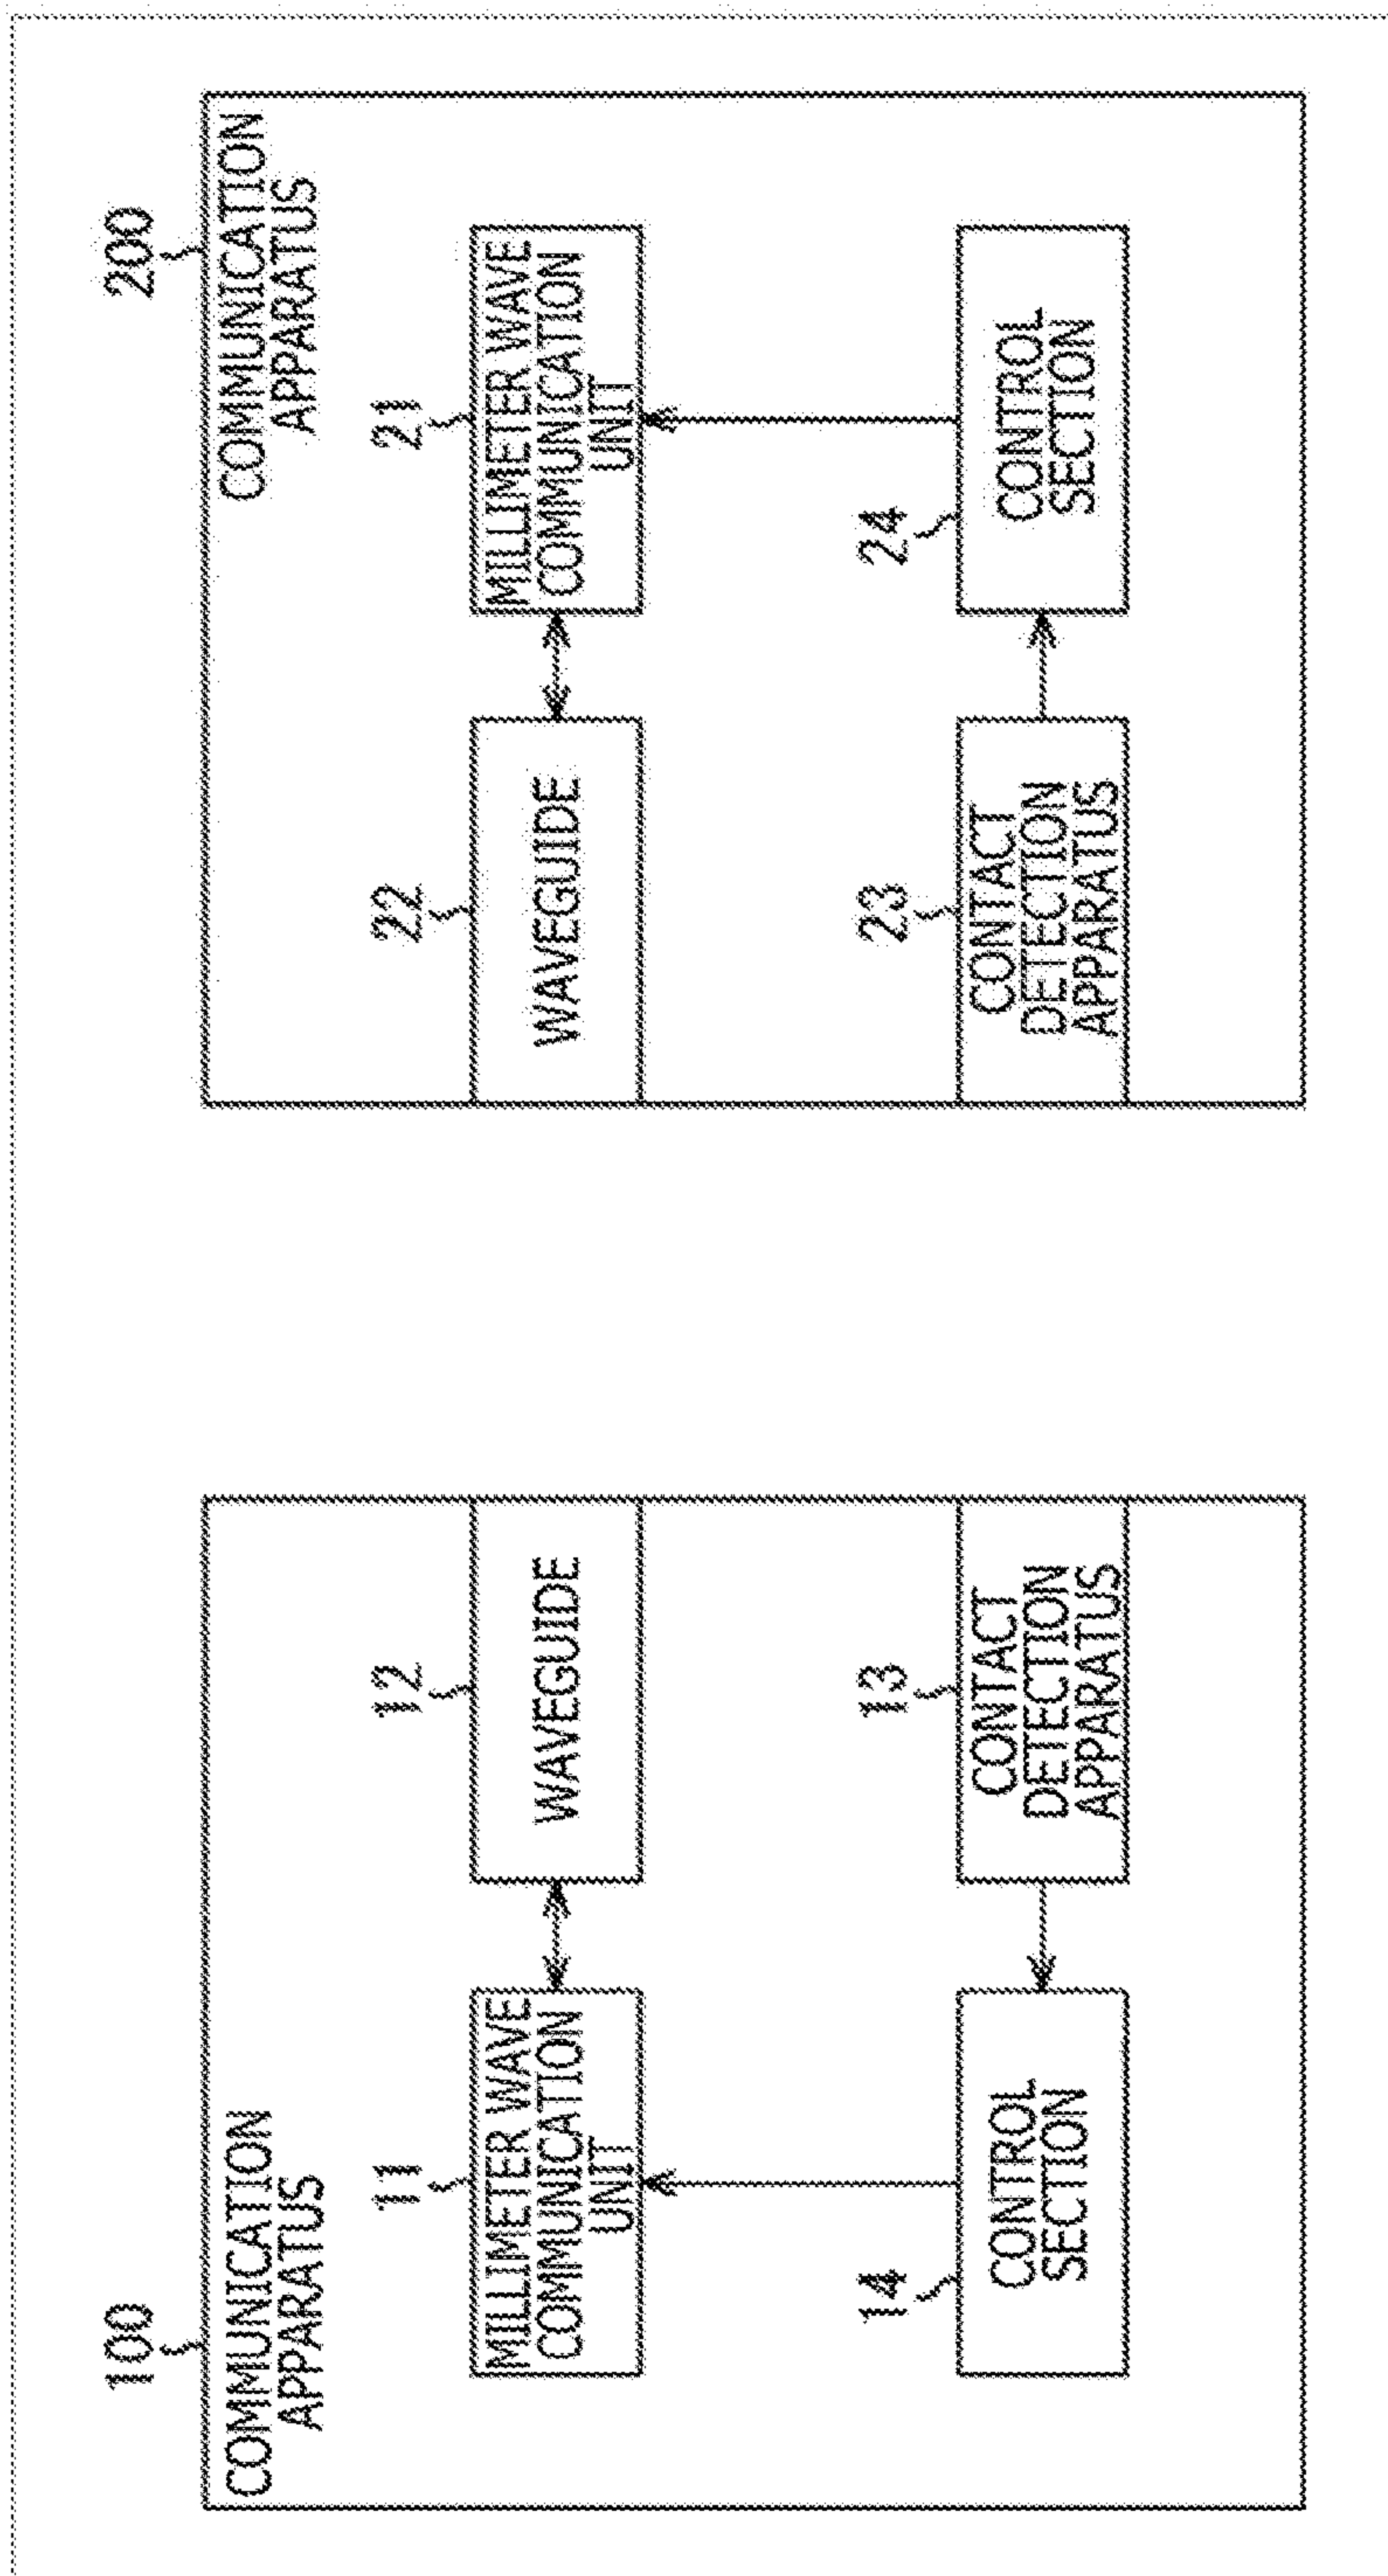 100
COMMUNICATION
APPARATUS
11
MILLIMETER WAVE
COMMUNICATION
UNIT
12
WAVEGUIDE
14
CONTROL
SECTION
13
CONTACT
DETECTION
APPARATUS
200
COMMUNICATION
APPARATUS
22
WAVEGUIDE
21
MILLIMETER WAVE
COMMUNICATION
UNIT
23
CONTACT
DETECTION
APPARATUS
24
CONTROL
SECTION